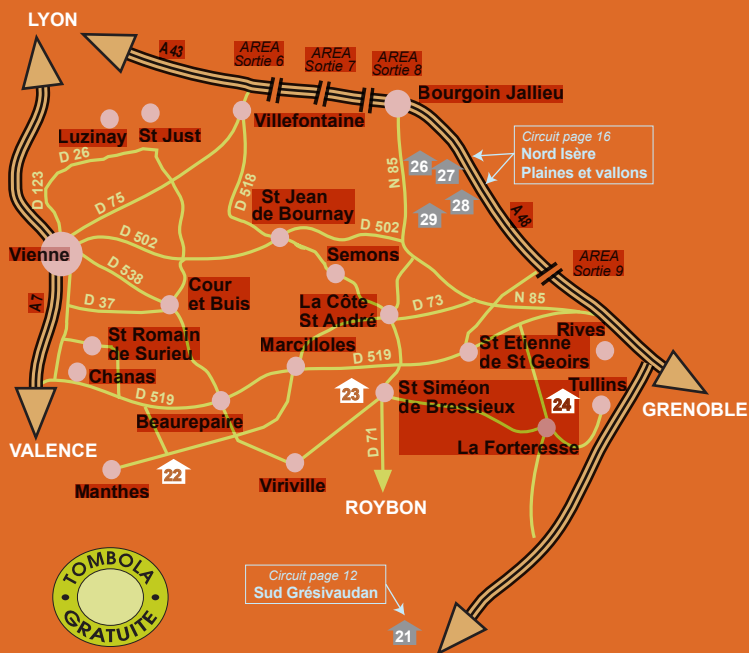 LYON
A 43
AREA
Sortie 6
AREA
Sortie 7
AREA
Sortie 8
Bourgoin Jallieu
Luzinay
St Just
Villefontaine
Circuit page 16
Nord Isère
Plaines et vallons
D 26
D 123
D 75
D 518
N 85
26
27
28
29
St Jean
de Bournay
D 502
D 502
A 48
Vienne
Semons
AREA
Sortie 9
D 538
Cour
et Buis
A7
D 37
La Côte
St André
D 73
N 85
St Romain
de Surieu
Marcilloles
D 519
St Etienne
de St Geoirs
Rives
Chanas
D 519
23
St Siméon
de Bressieux
24
Tullins
GRENOBLE
Beaurepaire
VALENCE
D 71
La Forteresse
Manthes
22
Viriville
ROYBON
TOMBOLA
GRATUITE
Circuit page 12
Sud Grésivaudan
21